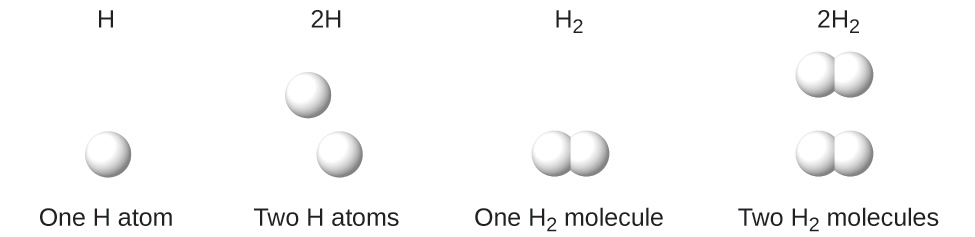 H
2H
H₂
2H₂
One H atom
Two H atoms
One H₂ molecule
Two H₂ molecules